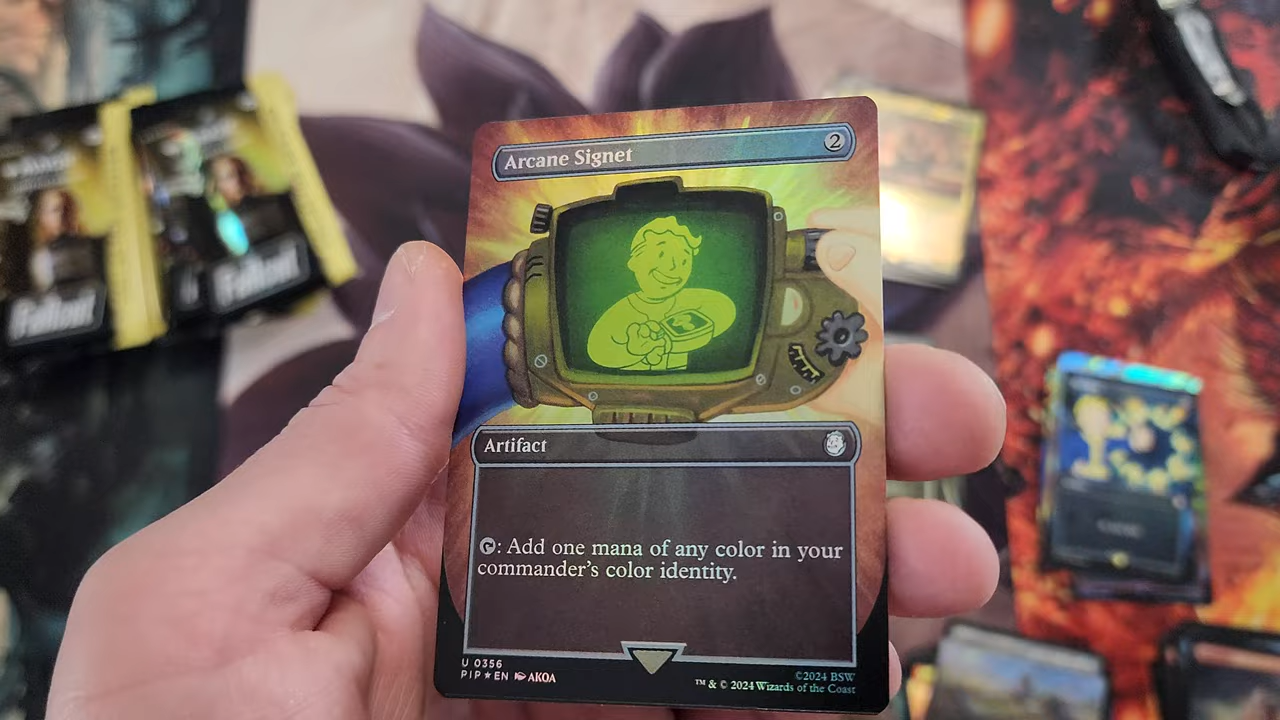 Arcane Signet 2
Artifact
: Add one mana of any color in your
commander's color identity.
U 0356
PIP★EN AKOA
©2024 BSW
™ & © 2024 Wizards of the Coast
Fallout
Fallout